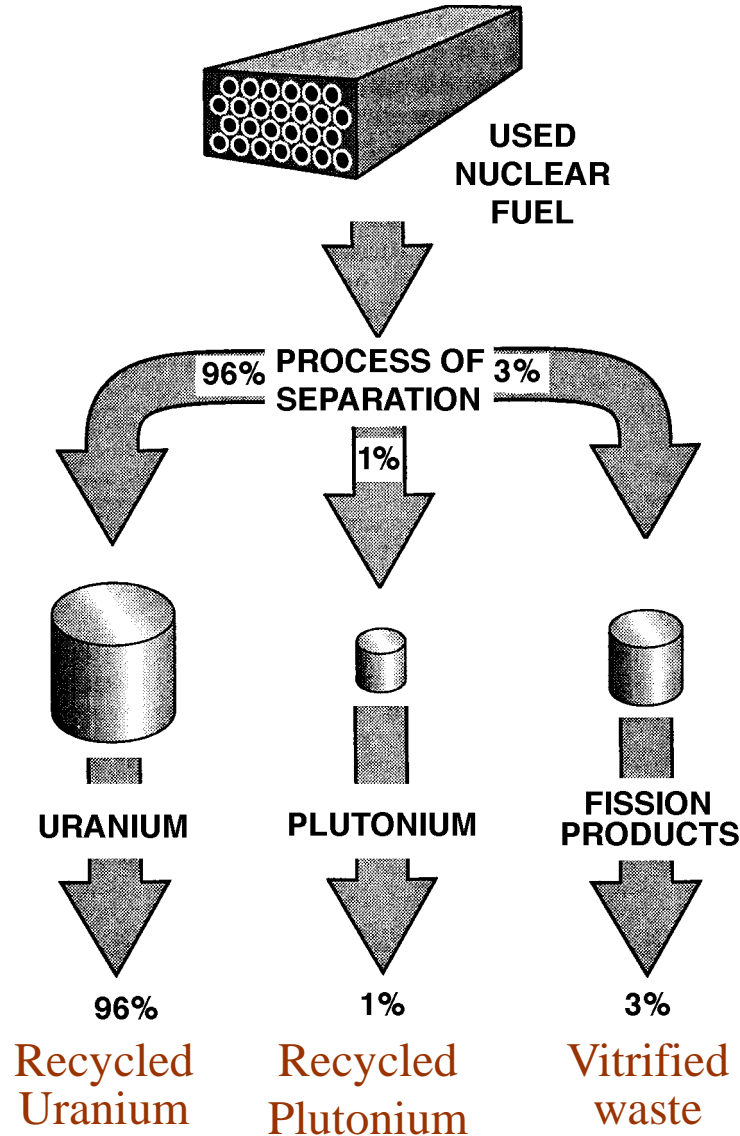 USED
NUCLEAR
FUEL
96%
PROCESS OF
SEPARATION
3%
1%
URANIUM
PLUTONIUM
FISSION
PRODUCTS
96%
1%
3%
Recycled
Uranium
Recycled
Plutonium
Vitrified
waste